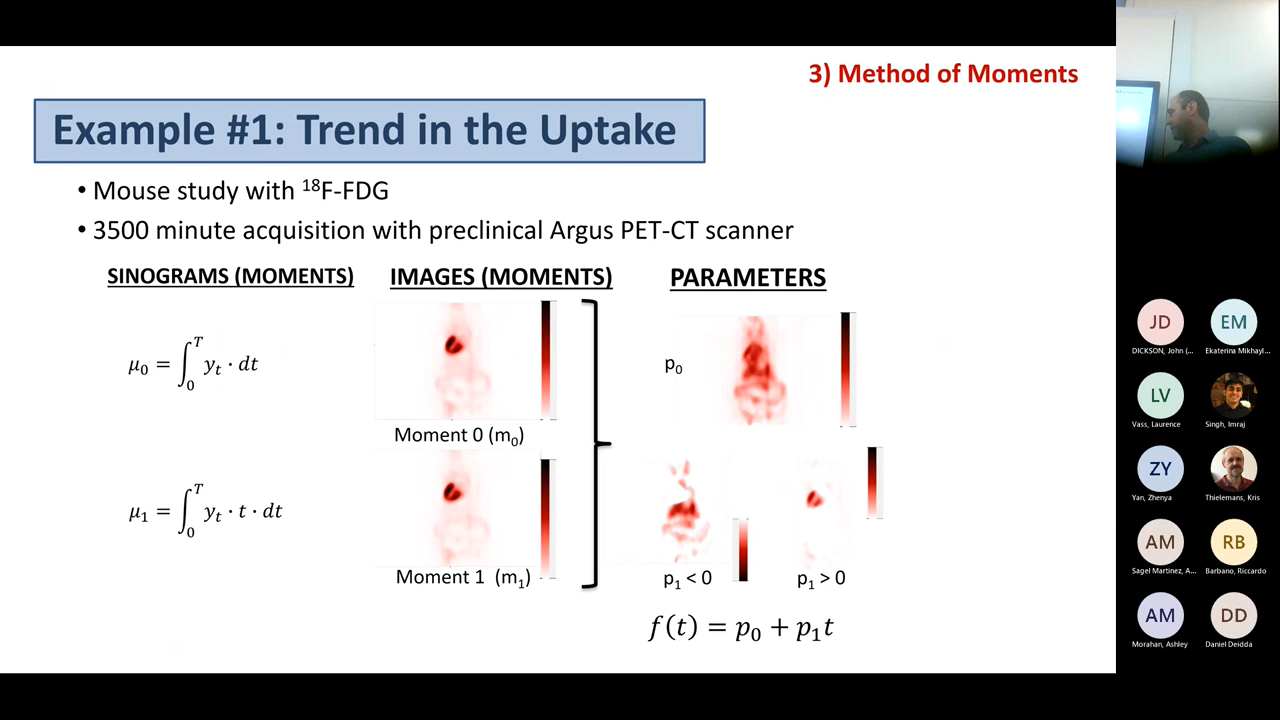 3) Method of Moments
Example #1: Trend in the Uptake
• Mouse study with ¹⁸F-FDG
• 3500 minute acquisition with preclinical Argus PET-CT scanner
SINOGRAMS (MOMENTS)
IMAGES (MOMENTS)
PARAMETERS
μ₀ = ∫₀ᵀ yₜ · dt
Moment 0 (m₀)
p₀
μ₁ = ∫₀ᵀ yₜ · t · dt
Moment 1 (m₁)
p₁ < 0
p₁ > 0
f(t) = p₀ + p₁t
JD
DICKSON, John (...
EM
Ekaterina Mikhayl...
LV
Vass, Laurence
Singh, Imraj
ZY
Yan, Zhenya
Thielemans, Kris
AM
Sagel Martinez, A...
RB
Barbano, Riccardo
AM
Morahan, Ashley
DD
Daniel Deidda